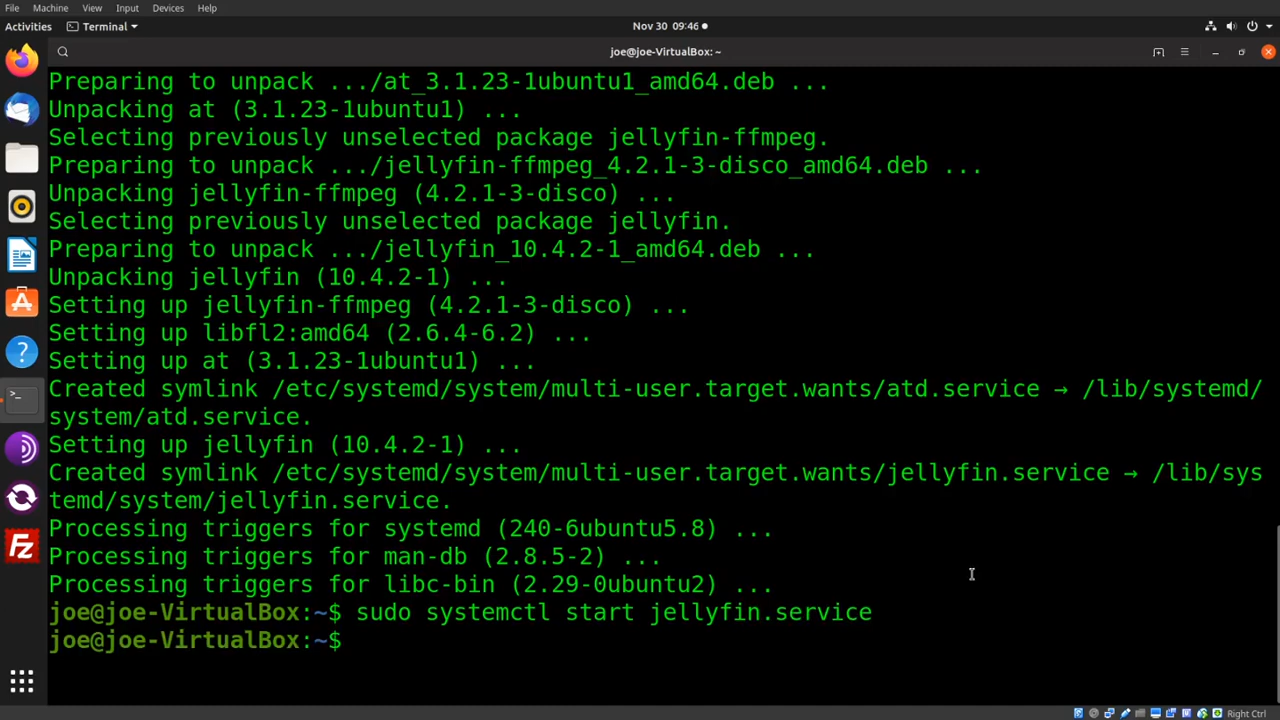 File Machine View Input Devices Help
Activities Terminal Nov 30 09:46
joe@joe-VirtualBox: ~
Preparing to unpack .../at_3.1.23-1ubuntu1_amd64.deb ...
Unpacking at (3.1.23-1ubuntu1) ...
Selecting previously unselected package jellyfin-ffmpeg.
Preparing to unpack .../jellyfin-ffmpeg_4.2.1-3-disco_amd64.deb ...
Unpacking jellyfin-ffmpeg (4.2.1-3-disco) ...
Selecting previously unselected package jellyfin.
Preparing to unpack .../jellyfin_10.4.2-1_amd64.deb ...
Unpacking jellyfin (10.4.2-1) ...
Setting up jellyfin-ffmpeg (4.2.1-3-disco) ...
Setting up libfl2:amd64 (2.6.4-6.2) ...
Setting up at (3.1.23-1ubuntu1) ...
Created symlink /etc/systemd/system/multi-user.target.wants/atd.service → /lib/systemd/
system/atd.service.
Setting up jellyfin (10.4.2-1) ...
Created symlink /etc/systemd/system/multi-user.target.wants/jellyfin.service → /lib/sys
temd/system/jellyfin.service.
Processing triggers for systemd (240-6ubuntu5.8) ...
Processing triggers for man-db (2.8.5-2) ...
Processing triggers for libc-bin (2.29-0ubuntu2) ...
joe@joe-VirtualBox:~$ sudo systemctl start jellyfin.service
joe@joe-VirtualBox:~$
Right Ctrl